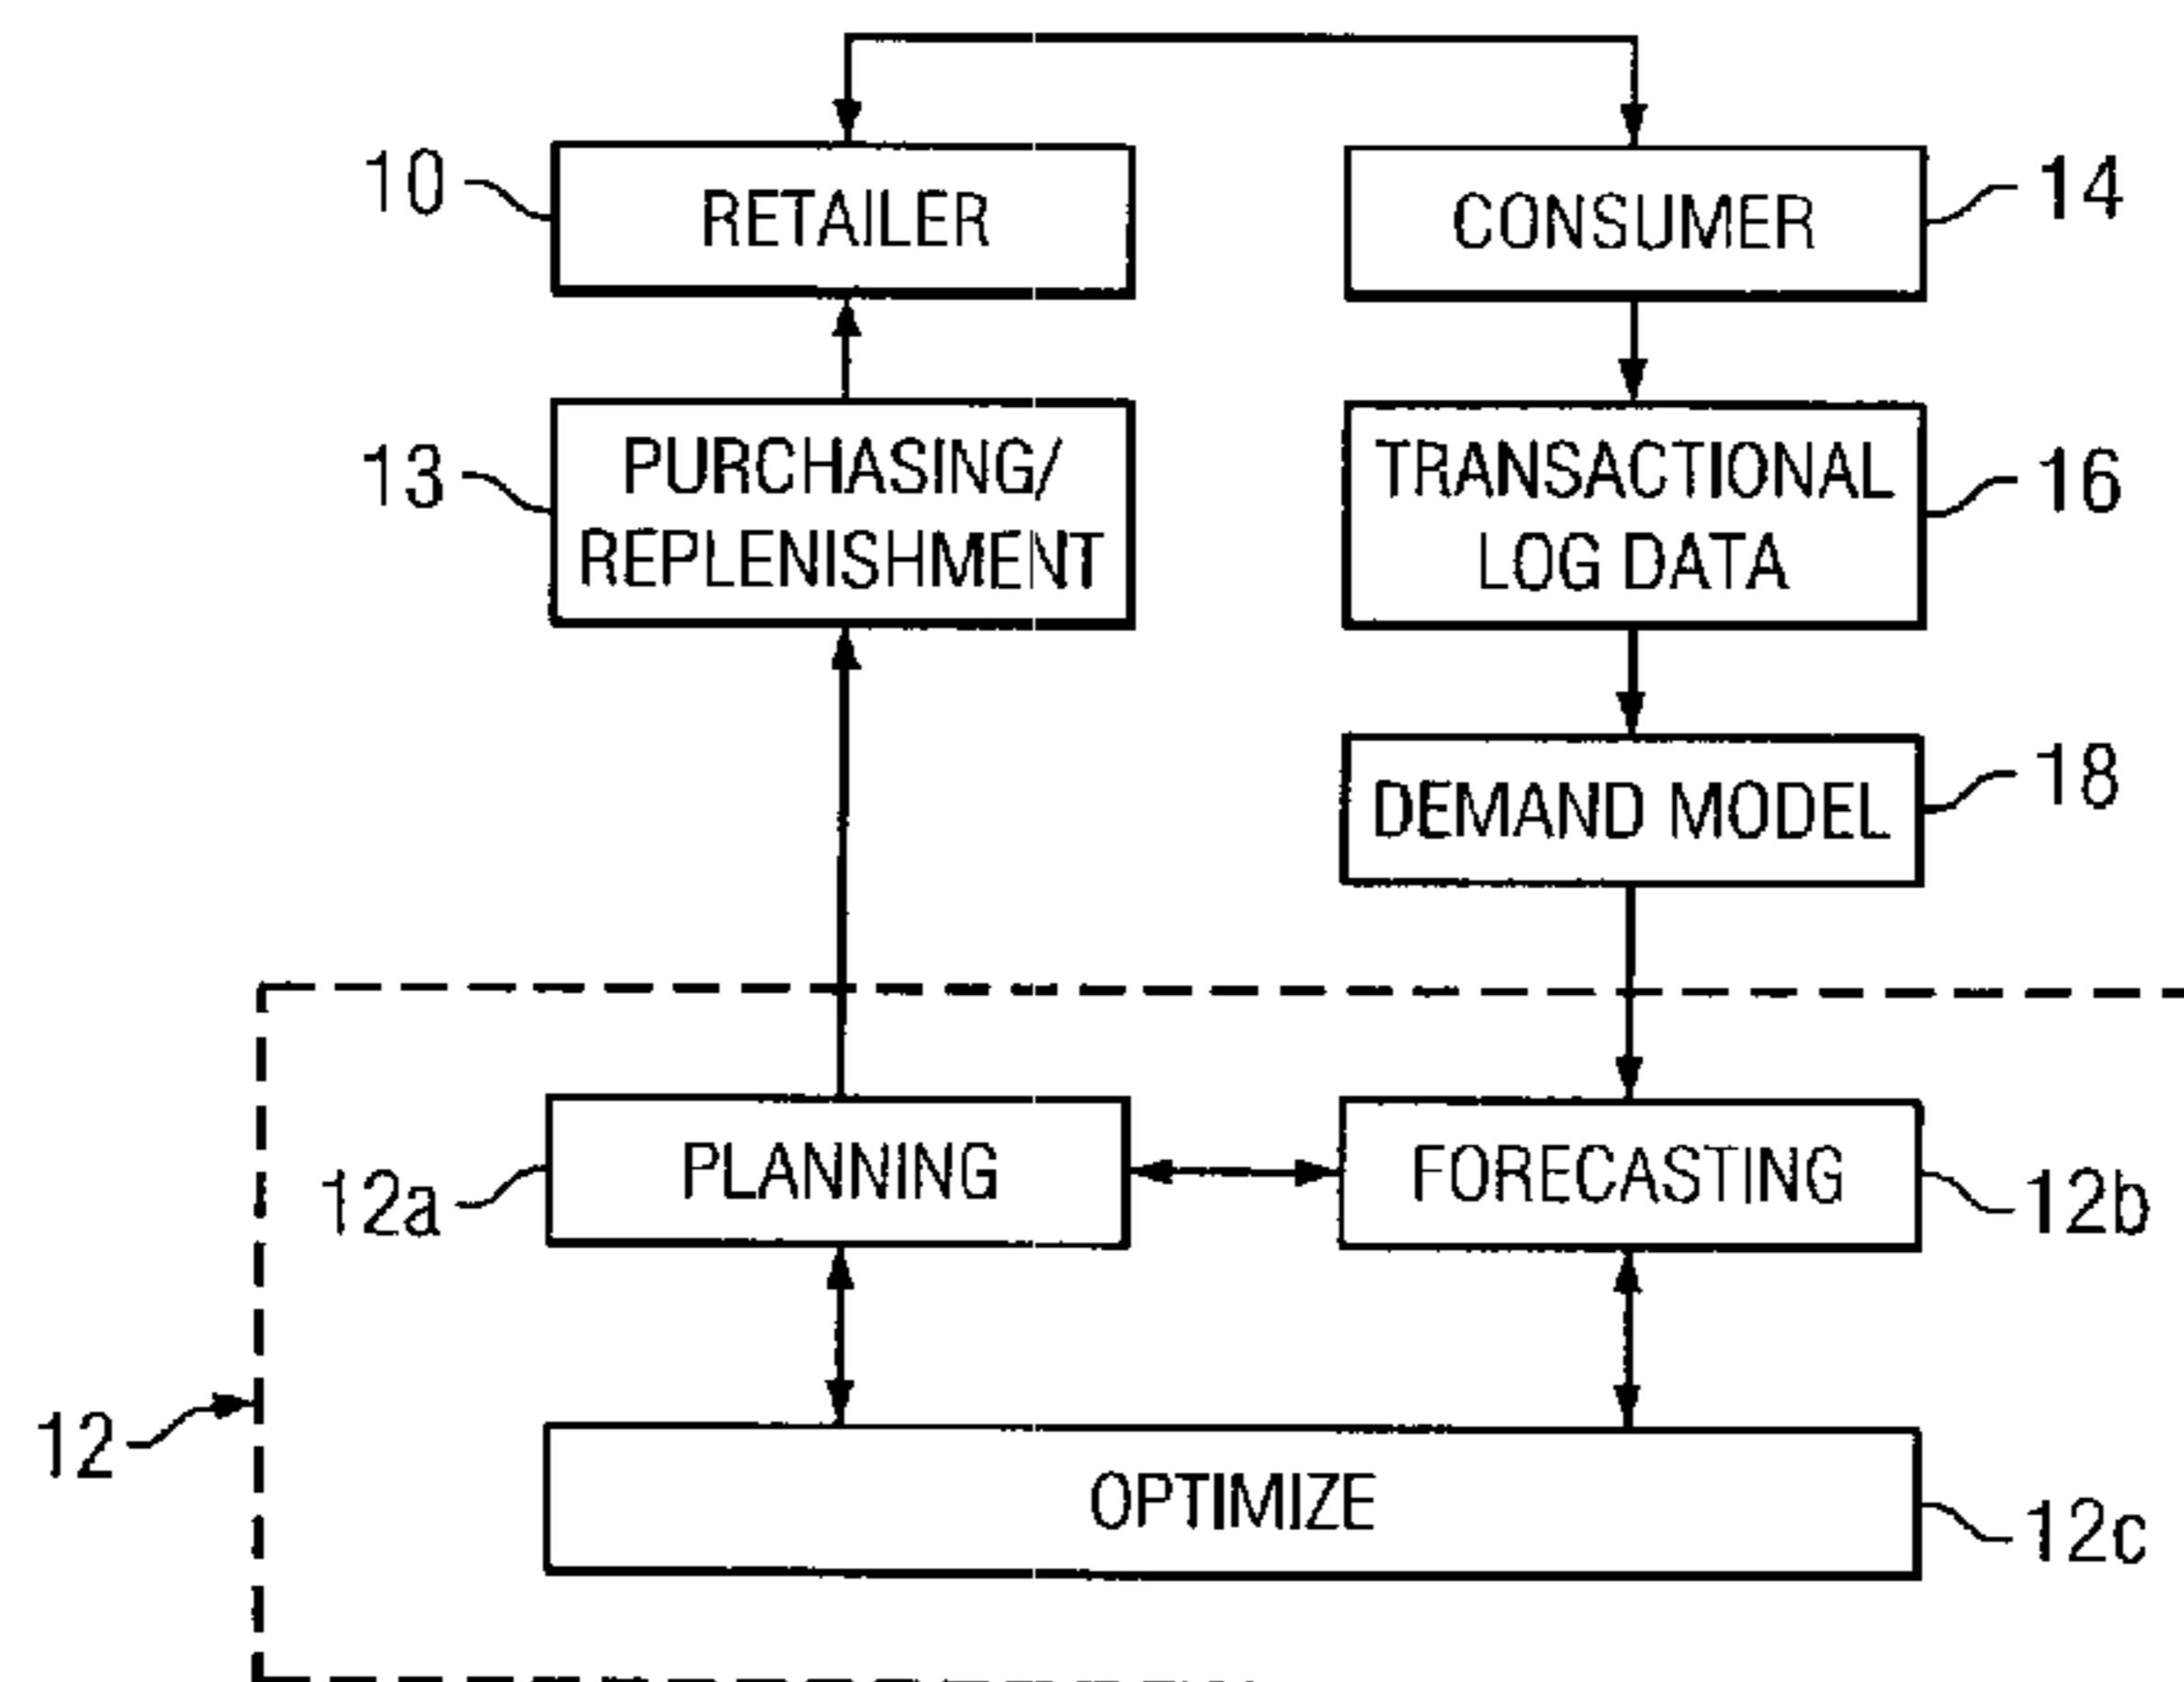 10 RETAILER CONSUMER 14
13 PURCHASING/
REPLENISHMENT
TRANSACTIONAL
LOG DATA 16
DEMAND MODEL 18
12a PLANNING FORECASTING 12b
12 OPTIMIZE 12c